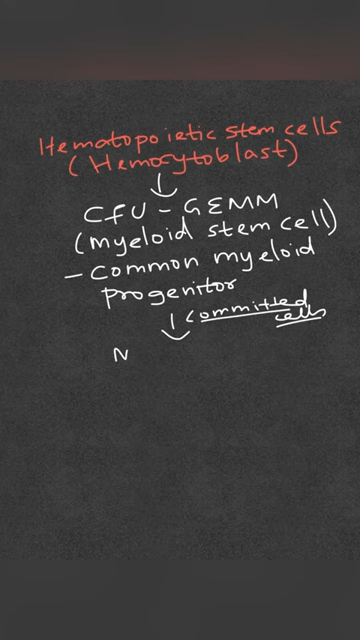 Hematopoietic stem cells
(Hemocytoblast)
↓
CFU - GEMM
(myeloid stem cell)
- common myeloid
progenitor
↓ committed
cells
N